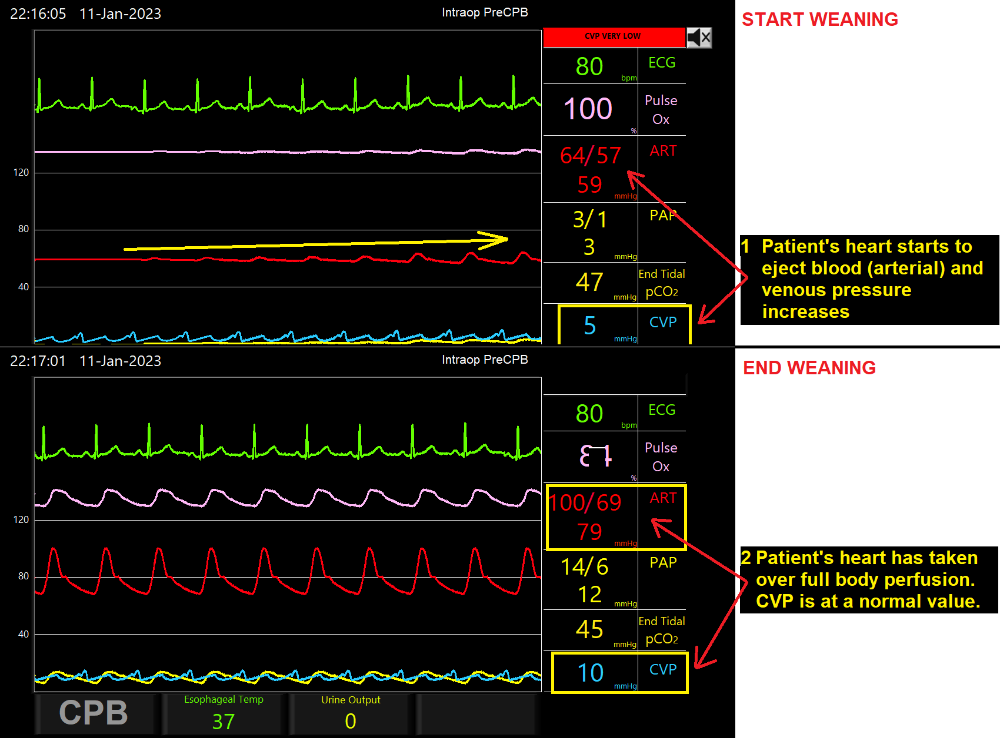 22:16:05 11-Jan-2023
Intraop PreCPB
START WEANING
CVP VERY LOW
80 bpm ECG
100 % Pulse Ox
64/57
59 mmHg ART
3/1
3 mmHg PAP
47 mmHg End Tidal pCO2
5 mmHg CVP
120
80
40
1 Patient's heart starts to
eject blood (arterial) and
venous pressure
increases
22:17:01 11-Jan-2023
Intraop PreCPB
END WEANING
80 bpm ECG
% Pulse Ox
100/69
79 mmHg ART
14/6
12 mmHg PAP
45 mmHg End Tidal pCO2
10 mmHg CVP
120
80
40
2 Patient's heart has taken
over full body perfusion.
CVP is at a normal value.
CPB
Esophageal Temp
37
Urine Output
0